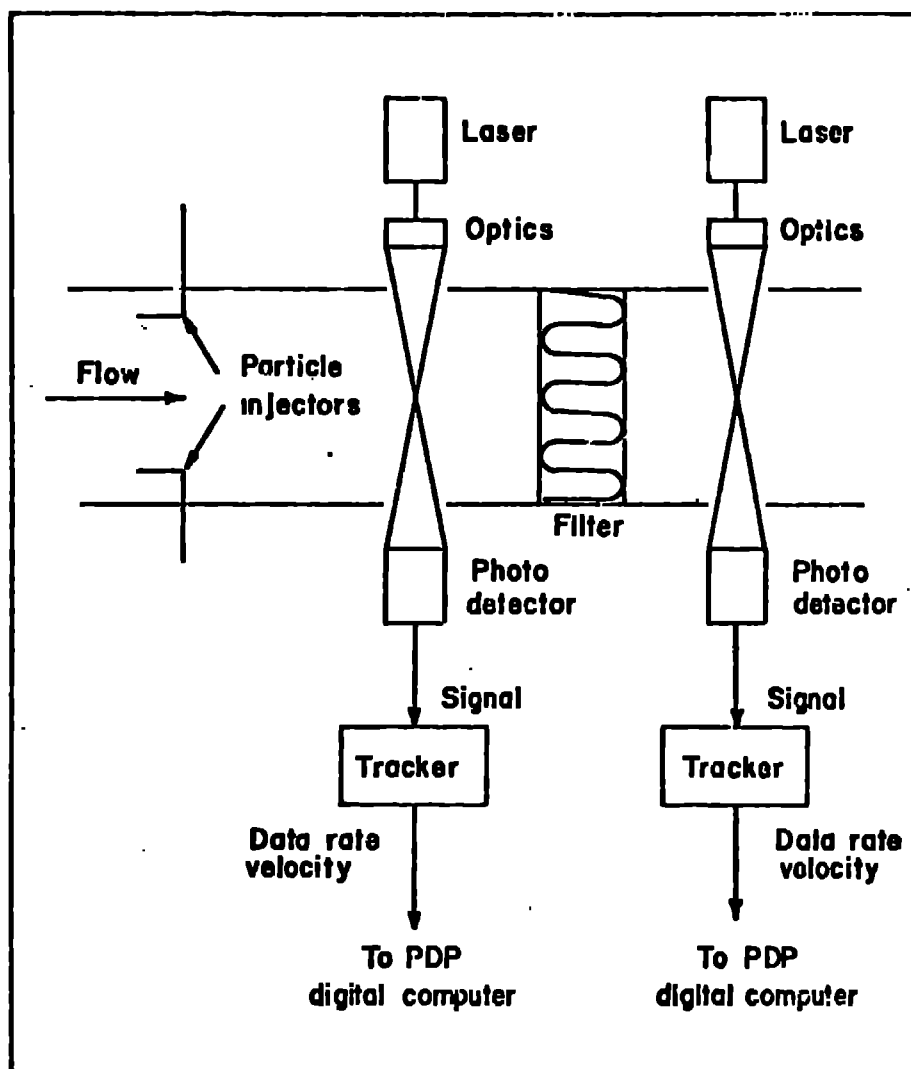 Laser
Laser
Optics
Optics
Flow
Particle
injectors
Filter
Photo
detector
Photo
detector
Signal
Signal
Tracker
Tracker
Data rate
velocity
Data rate
velocity
To PDP
digital computer
To PDP
digital computer